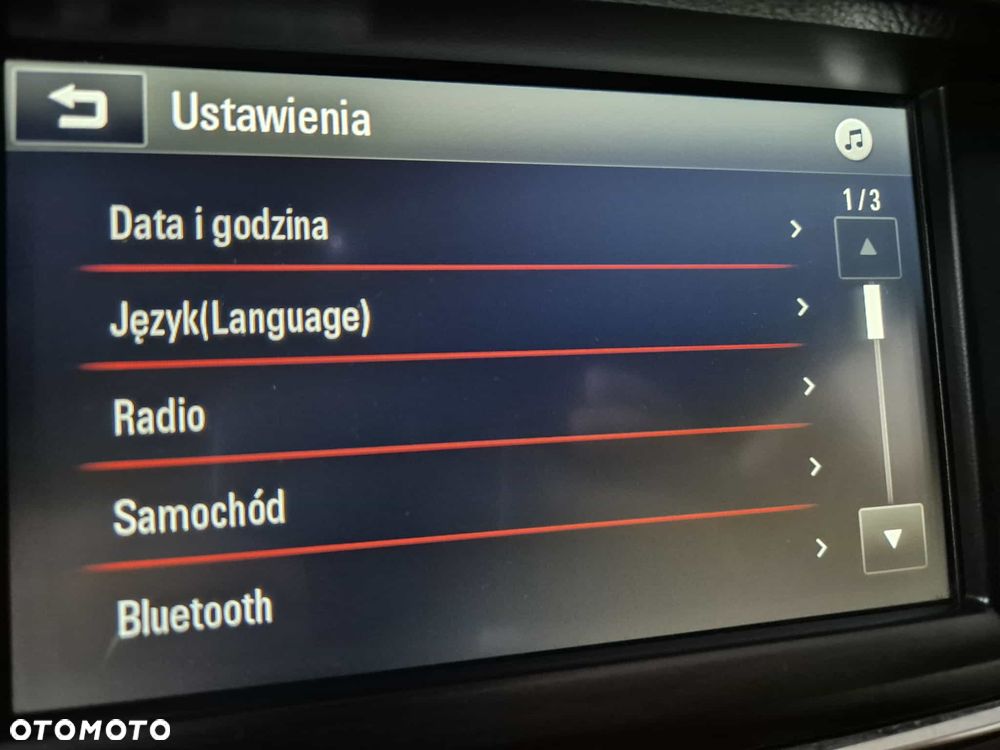 Ustawienia
1/3
Data i godzina
Język(Language)
Radio
Samochód
Bluetooth
OTOMOTO